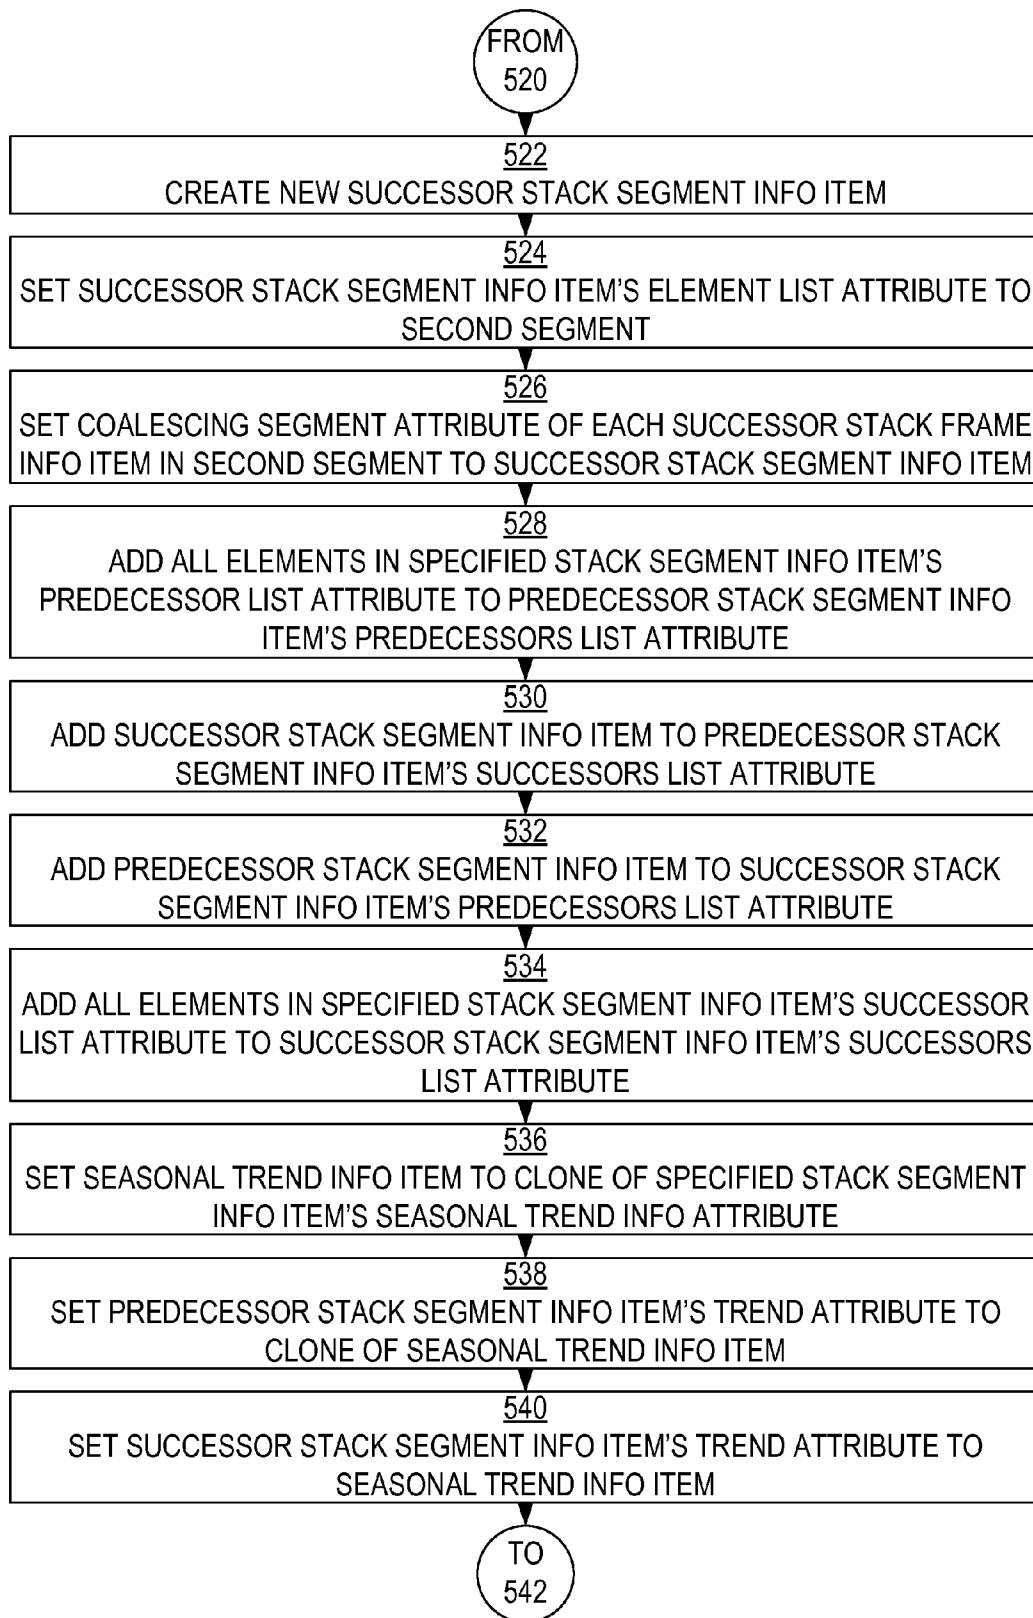 FROM
520
522
CREATE NEW SUCCESSOR STACK SEGMENT INFO ITEM
524
SET SUCCESSOR STACK SEGMENT INFO ITEM'S ELEMENT LIST ATTRIBUTE TO
SECOND SEGMENT
526
SET COALESCING SEGMENT ATTRIBUTE OF EACH SUCCESSOR STACK FRAME
INFO ITEM IN SECOND SEGMENT TO SUCCESSOR STACK SEGMENT INFO ITEM
528
ADD ALL ELEMENTS IN SPECIFIED STACK SEGMENT INFO ITEM'S
PREDECESSOR LIST ATTRIBUTE TO PREDECESSOR STACK SEGMENT INFO
ITEM'S PREDECESSORS LIST ATTRIBUTE
530
ADD SUCCESSOR STACK SEGMENT INFO ITEM TO PREDECESSOR STACK
SEGMENT INFO ITEM'S SUCCESSORS LIST ATTRIBUTE
532
ADD PREDECESSOR STACK SEGMENT INFO ITEM TO SUCCESSOR STACK
SEGMENT INFO ITEM'S PREDECESSORS LIST ATTRIBUTE
534
ADD ALL ELEMENTS IN SPECIFIED STACK SEGMENT INFO ITEM'S SUCCESSOR
LIST ATTRIBUTE TO SUCCESSOR STACK SEGMENT INFO ITEM'S SUCCESSORS
LIST ATTRIBUTE
536
SET SEASONAL TREND INFO ITEM TO CLONE OF SPECIFIED STACK SEGMENT
INFO ITEM'S SEASONAL TREND INFO ATTRIBUTE
538
SET PREDECESSOR STACK SEGMENT INFO ITEM'S TREND ATTRIBUTE TO
CLONE OF SEASONAL TREND INFO ITEM
540
SET SUCCESSOR STACK SEGMENT INFO ITEM'S TREND ATTRIBUTE TO
SEASONAL TREND INFO ITEM
TO
542